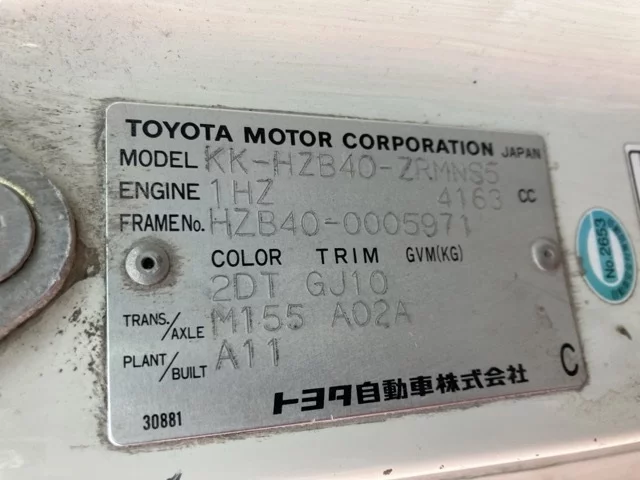 TOYOTA MOTOR CORPORATION JAPAN
MODEL KK-HZB40-ZRMNS5
ENGINE 1HZ 4163 CC
FRAME No. HZB40-0005971
COLOR TRIM GVM(KG)
2DT GJ10
TRANS./AXLE M155 A02A A
PLANT/BUILT A11
C
トヨタ自動車株式会社
30881
No.2653